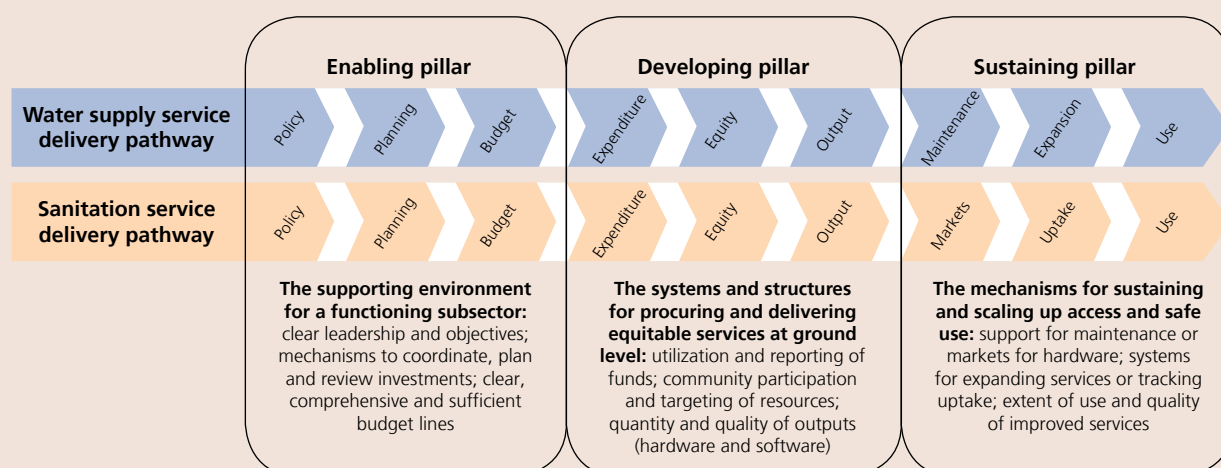 Enabling pillar
Developing pillar
Sustaining pillar
Water supply service
delivery pathway
Policy
Planning
Budget
Expenditure
Equity
Output
Maintenance
Expansion
Use
Sanitation service
delivery pathway
Policy
Planning
Budget
Expenditure
Equity
Output
Markets
Uptake
Use
The supporting environment
for a functioning subsector:
clear leadership and objectives;
mechanisms to coordinate, plan
and review investments; clear,
comprehensive and sufficient
budget lines
The systems and structures
for procuring and delivering
equitable services at ground
level: utilization and reporting of
funds; community participation
and targeting of resources;
quantity and quality of outputs
(hardware and software)
The mechanisms for sustaining
and scaling up access and safe
use: support for maintenance or
markets for hardware; systems
for expanding services or tracking
uptake; extent of use and quality
of improved services